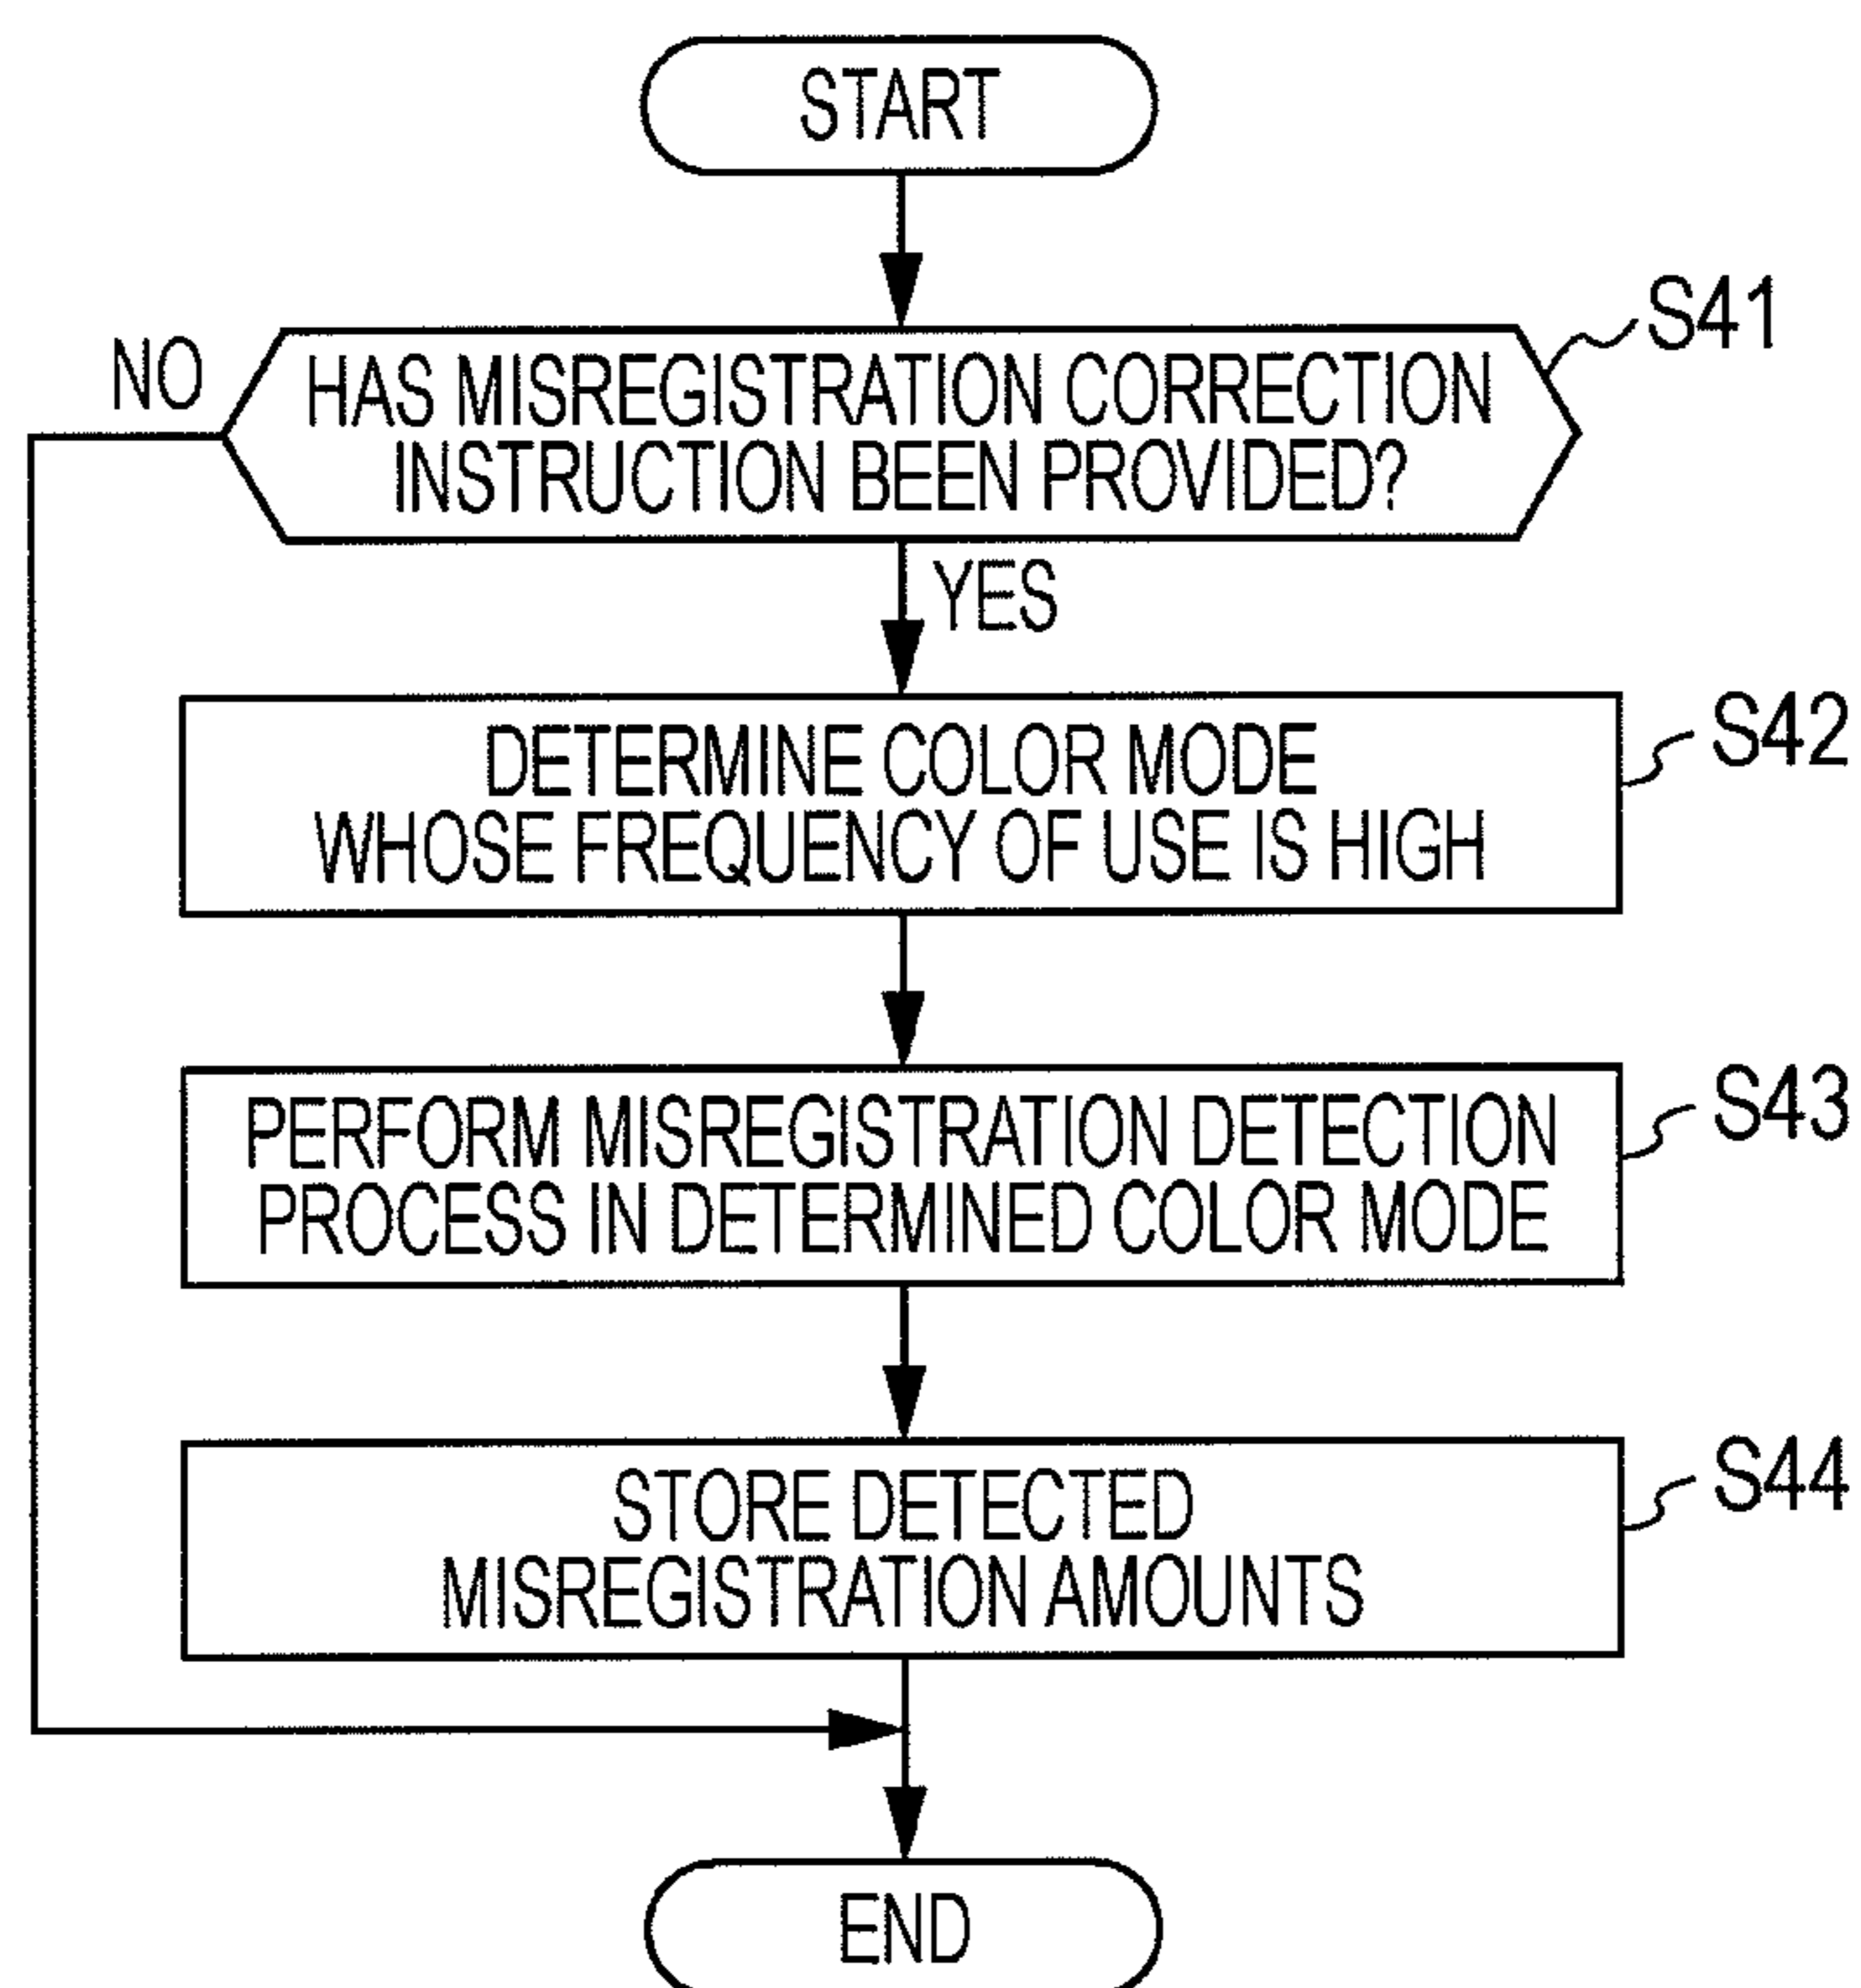 START
S41
NO
HAS MISREGISTRATION CORRECTION
INSTRUCTION BEEN PROVIDED?
YES
S42
DETERMINE COLOR MODE
WHOSE FREQUENCY OF USE IS HIGH
S43
PERFORM MISREGISTRATION DETECTION
PROCESS IN DETERMINED COLOR MODE
S44
STORE DETECTED
MISREGISTRATION AMOUNTS
END